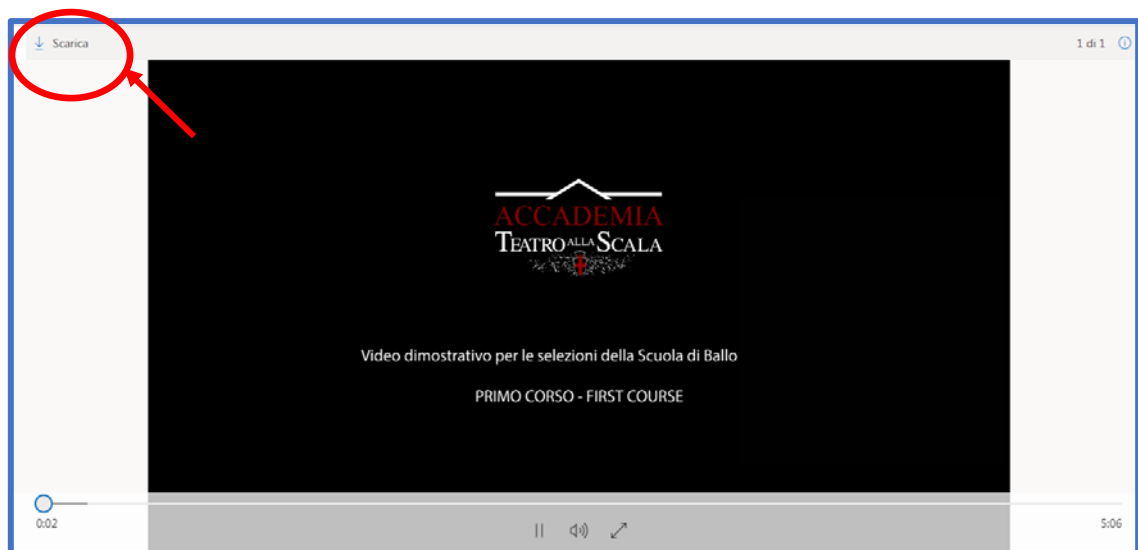 Scarica
1 di 1
ACCADEMIA
TEATRO ALLA SCALA
Video dimostrativo per le selezioni della Scuola di Ballo
PRIMO CORSO - FIRST COURSE
0:02
5:06